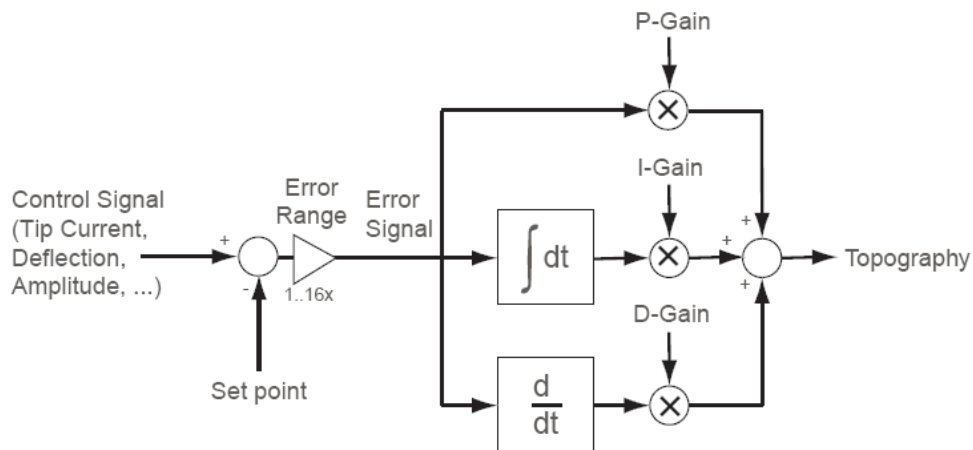 P-Gain
I-Gain
Control Signal
(Tip Current,
Deflection,
Amplitude, ...)
+
-
Error
Range
1..16x
Error
Signal
∫ dt
+
+
+
Topography
D-Gain
Set point
d
dt